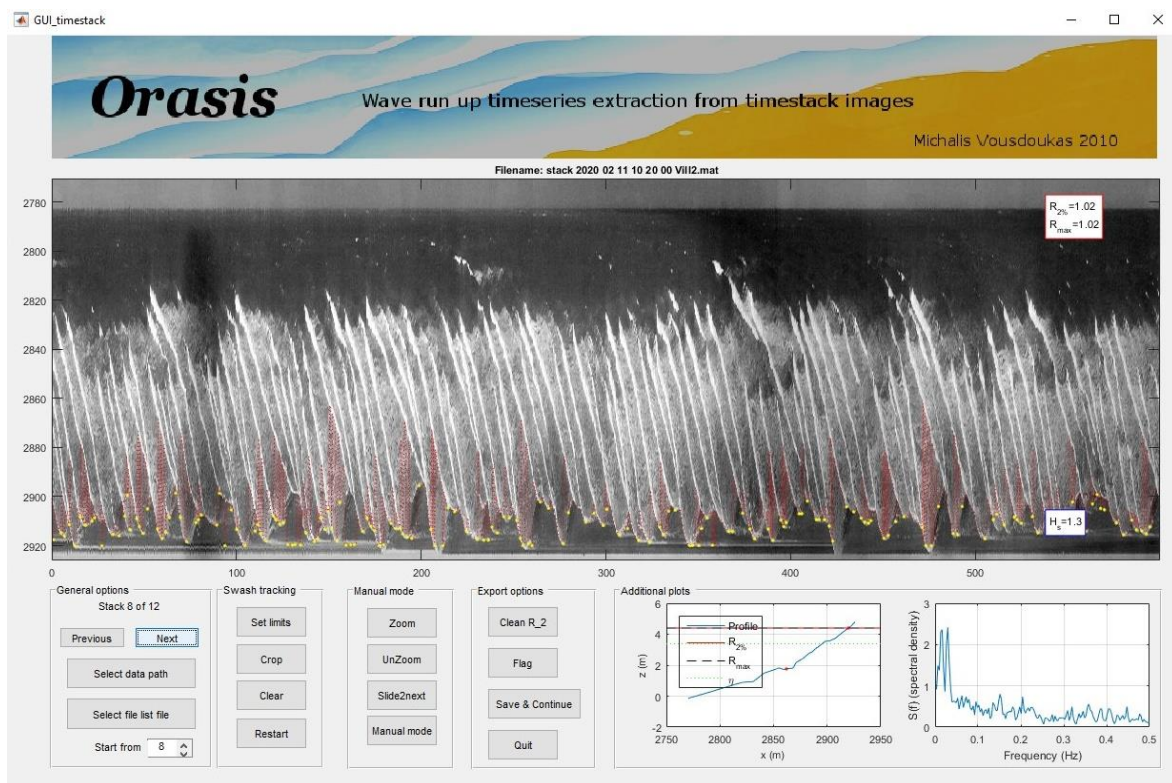 GUI_timestack
Orasis
Wave run up timeseries extraction from timestack images
Michalis Vousdoukas 2010
Filename: stack 2020 02 11 10 20 00 Vill2.mat
2780
2800
2820
2840
2860
2880
2900
2920
R2%=1.02
Rmax=1.02
Hs=1.3
0 100 200 300 400 500
General options
Stack 8 of 12
Previous Next
Select data path
Select file list file
Start from 8
Swash tracking
Set limits
Crop
Clear
Restart
Manual mode
Zoom
UnZoom
Slide2next
Manual mode
Export options
Clean R_2
Flag
Save & Continue
Quit
Additional plots
z (m)
6
4
2
0
-2
Profile
R2%
Rmax
η
2750 2800 2850 2900 2950
x (m)
S(f) (spectral density)
3
2
1
0
0 0.1 0.2 0.3 0.4 0.5
Frequency (Hz)